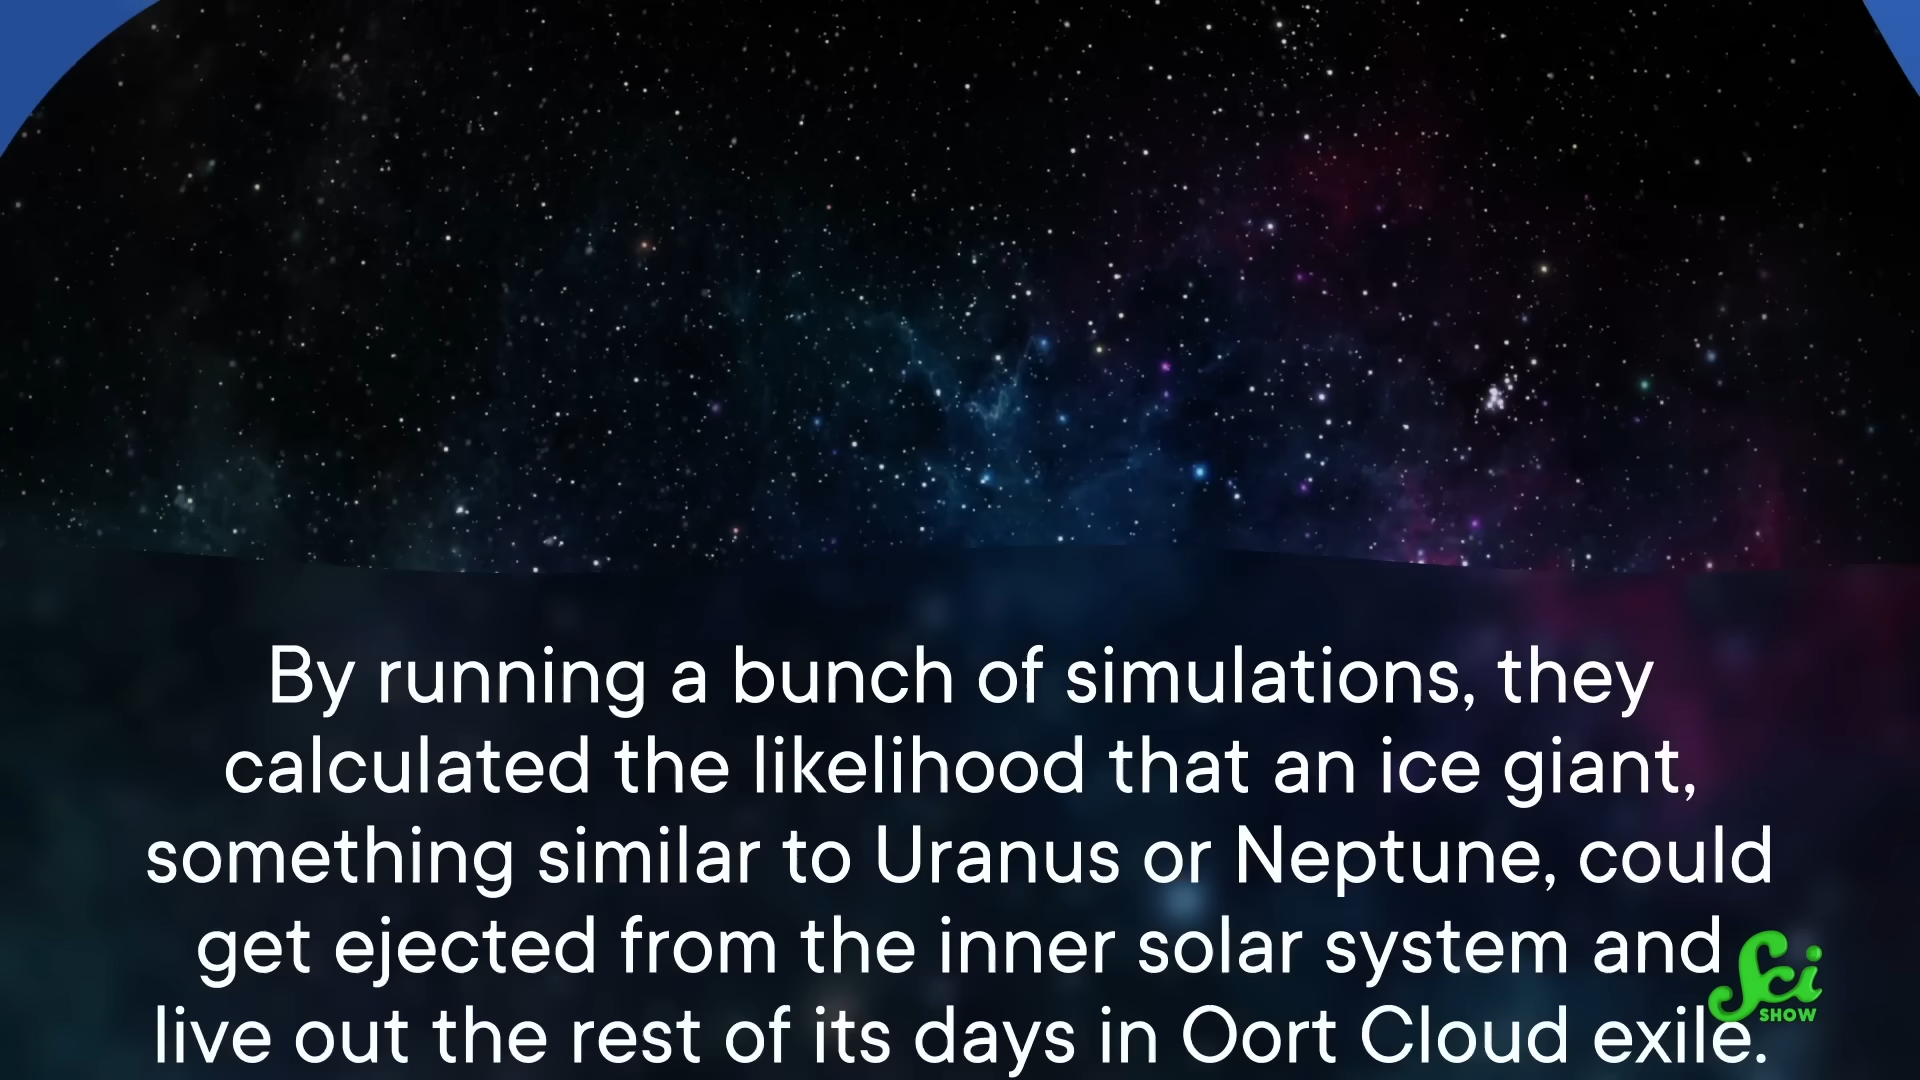 By running a bunch of simulations, they
calculated the likelihood that an ice giant,
something similar to Uranus or Neptune, could
get ejected from the inner solar system and
live out the rest of its days in Oort Cloud exile.
Sci
SHOW